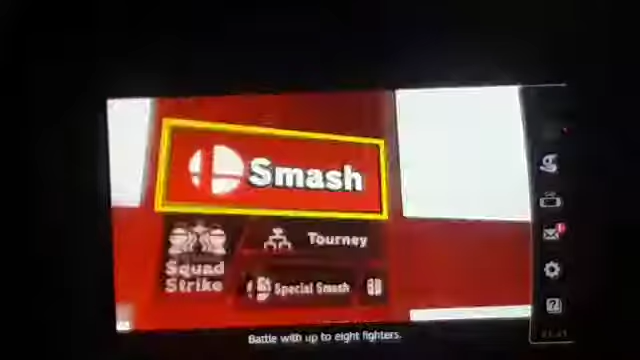 Smash
Tourney
Squad
Strike
Special Smash
Battle with up to eight fighters.